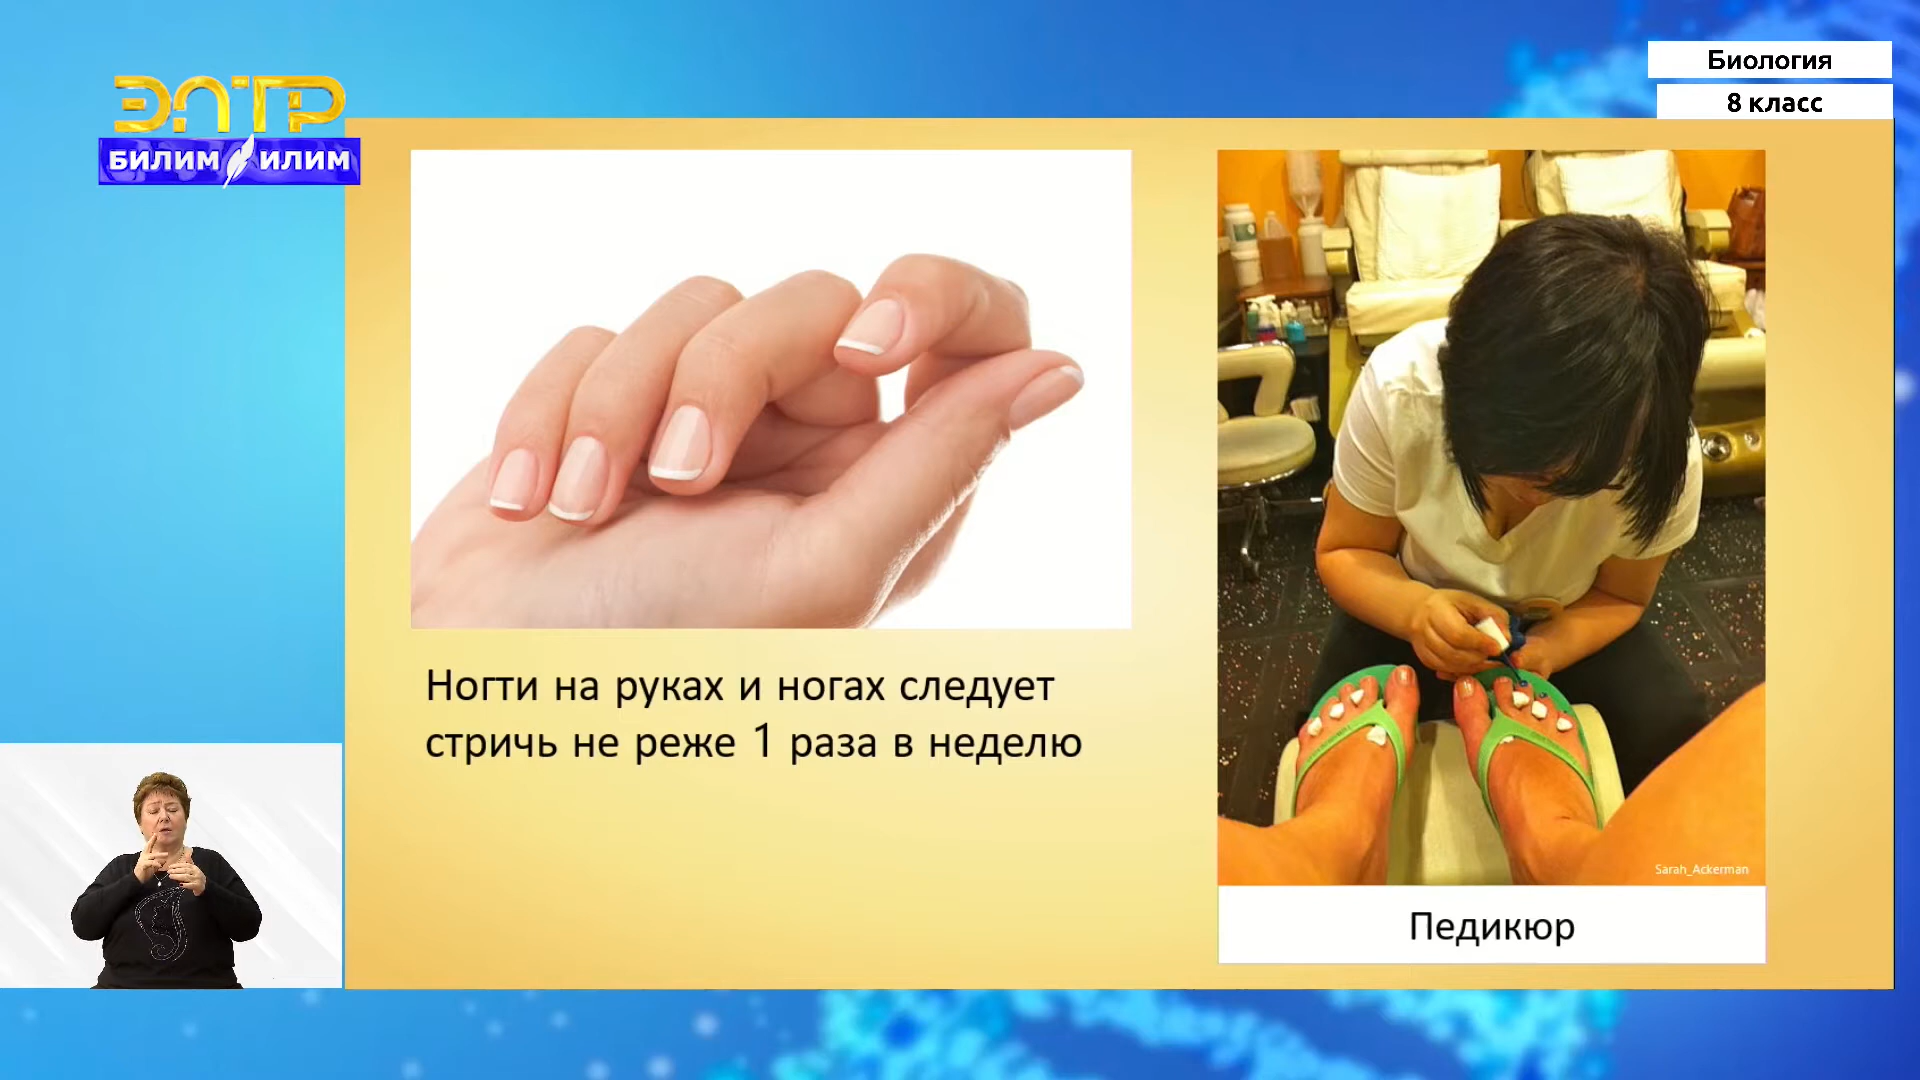 Биология
8 класс
ЭЛТР
БИЛИМ ИЛИМ
Ногти на руках и ногах следует
стричь не реже 1 раза в неделю
Sarah_Ackerman
Педикюр